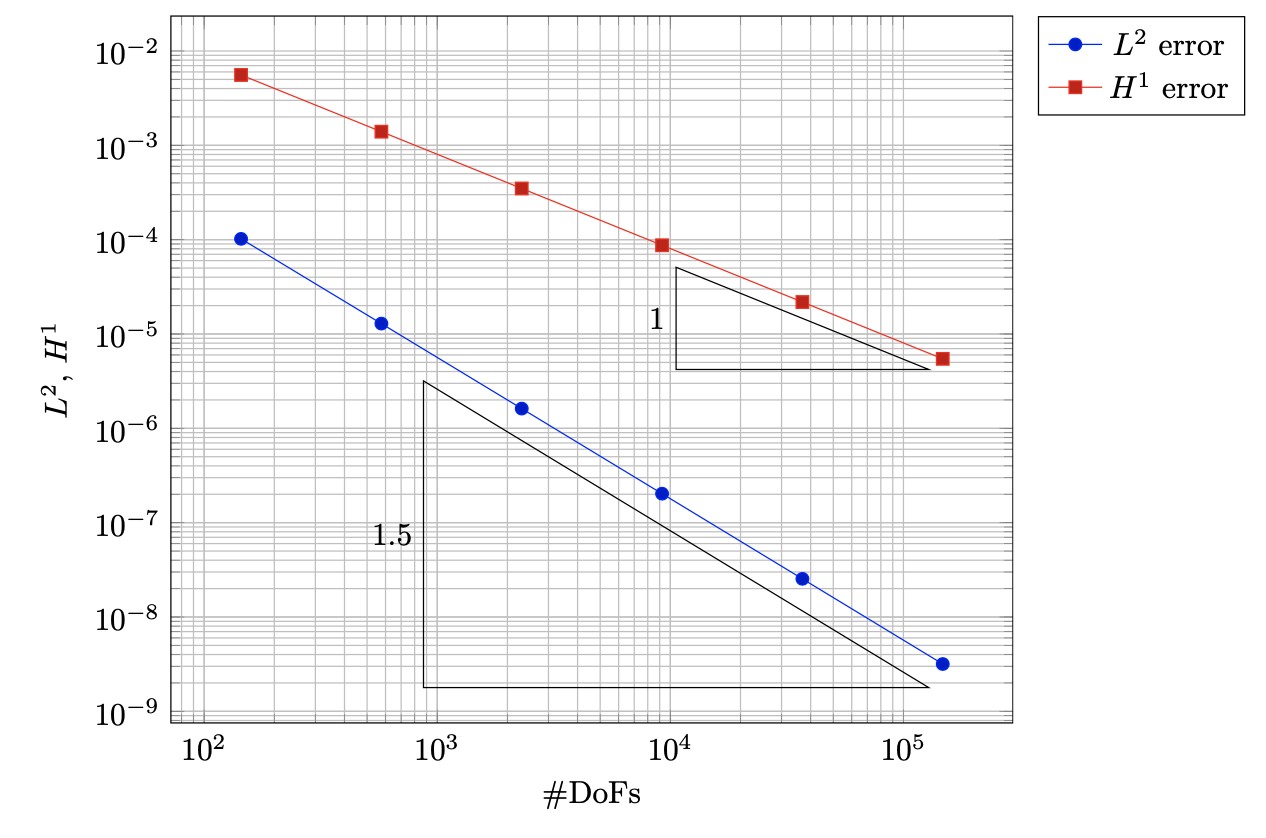 10⁻²
10⁻³
10⁻⁴
10⁻⁵
10⁻⁶
10⁻⁷
10⁻⁸
10⁻⁹
L², H¹
1
1.5
10² 10³ 10⁴ 10⁵
#DoFs
L² error
H¹ error